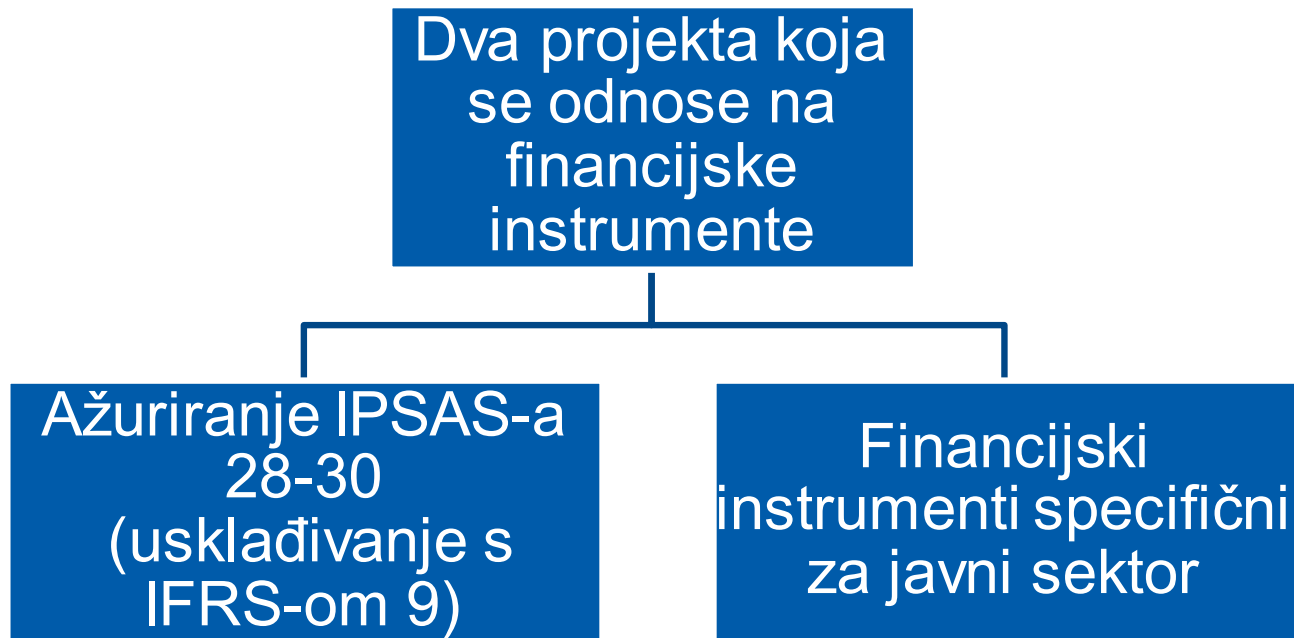 Dva projekta koja
se odnose na
financijske
instrumente
Ažuriranje IPSAS-a
28-30
(usklađivanje s
IFRS-om 9)
Financijski
instrumenti specifični
za javni sektor